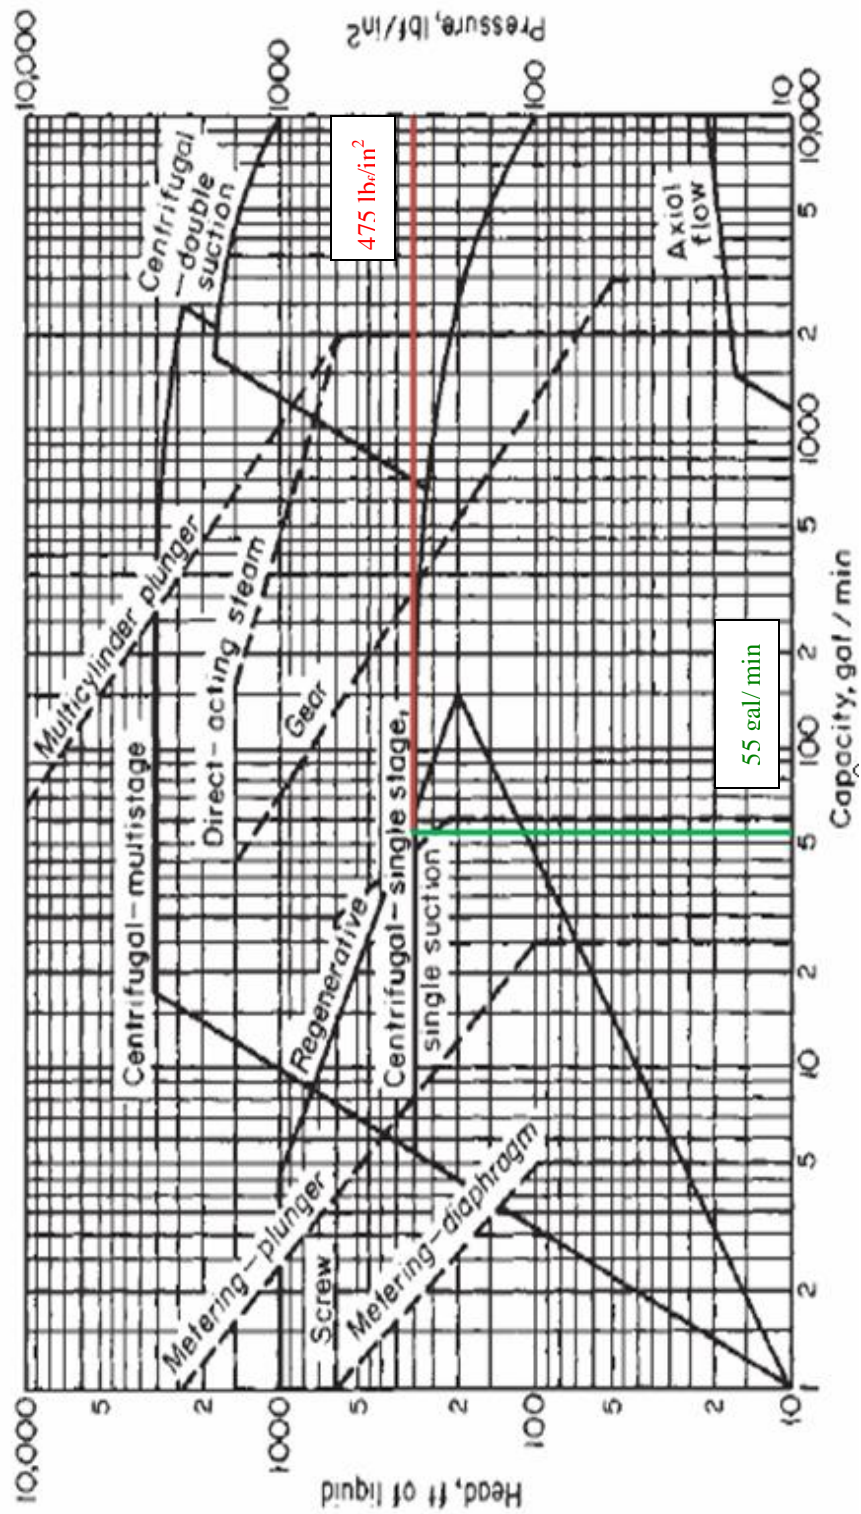 10,000
1000
100
10
Pressure, lbf/in²
10,000
5
2
1000
5
2
1000
5
2
100
5
2
10
Head, ft of liquid
1
2
5
10
2
5
100
2
5
1000
2
5
10,000
Capacity, gal / min
Centrifugal
—double
suction
475 lbf/in²
Axial
flow
Multicylinder plunger
Direct-acting steam
Gear
Centrifugal-multistage
Regenerative
Centrifugal-single stage,
single suction
55 gal/ min
Metering-plunger
Screw
Metering-diaphragm